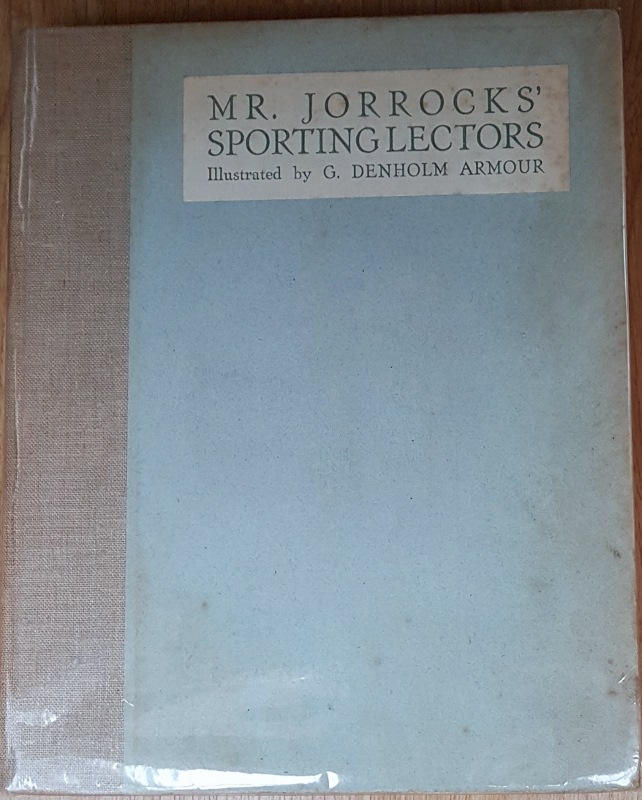 MR. JORROCKS'
SPORTING LECTORS
Illustrated by G. DENHOLM ARMOUR